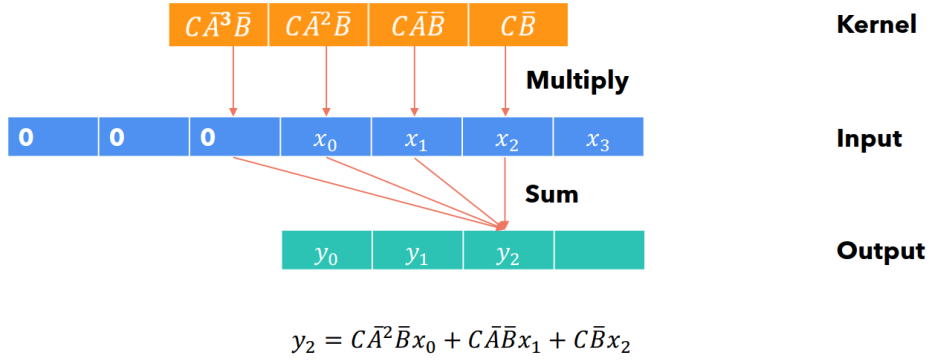 CĀ³B̄ CĀ²B̄ CĀB̄ CB̄ Kernel
Multiply
0 0 0 x₀ x₁ x₂ x₃ Input
Sum
y₀ y₁ y₂ Output
y₂ = CĀ²B̄x₀ + CĀB̄x₁ + CB̄x₂